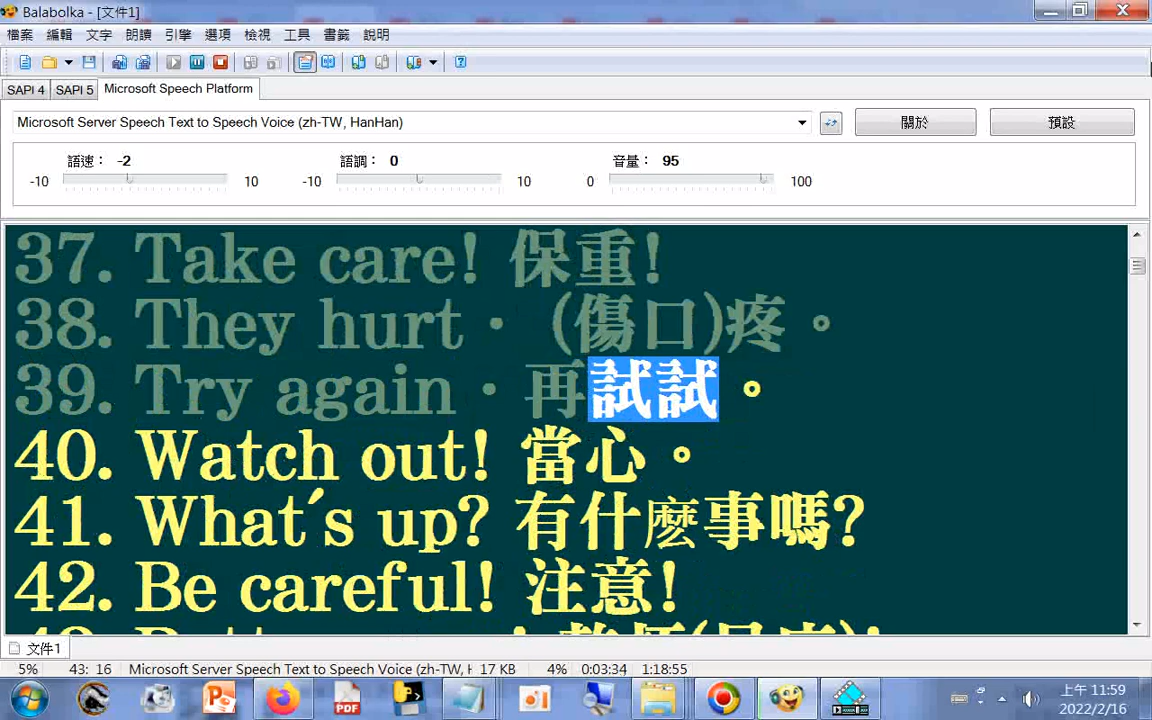 Balabolka - [文件1]
檔案 編輯 文字 朗讀 引擎 選項 檢視 工具 書籤 說明
SAPI 4 SAPI 5 Microsoft Speech Platform
Microsoft Server Speech Text to Speech Voice (zh-TW, HanHan) 關於 預設
語速： -2 語調： 0 音量： 95
-10 10 -10 10 0 100
37. Take care! 保重!
38. They hurt． (傷口)疼。
39. Try again．再試試。
40. Watch out! 當心。
41. What's up? 有什麽事嗎?
42. Be careful! 注意!
文件1
5% 43: 16 Microsoft Server Speech Text to Speech Voice (zh-TW, 17 KB 4% 0:03:34 1:18:55
PDF
上午 11:59
2022/2/16